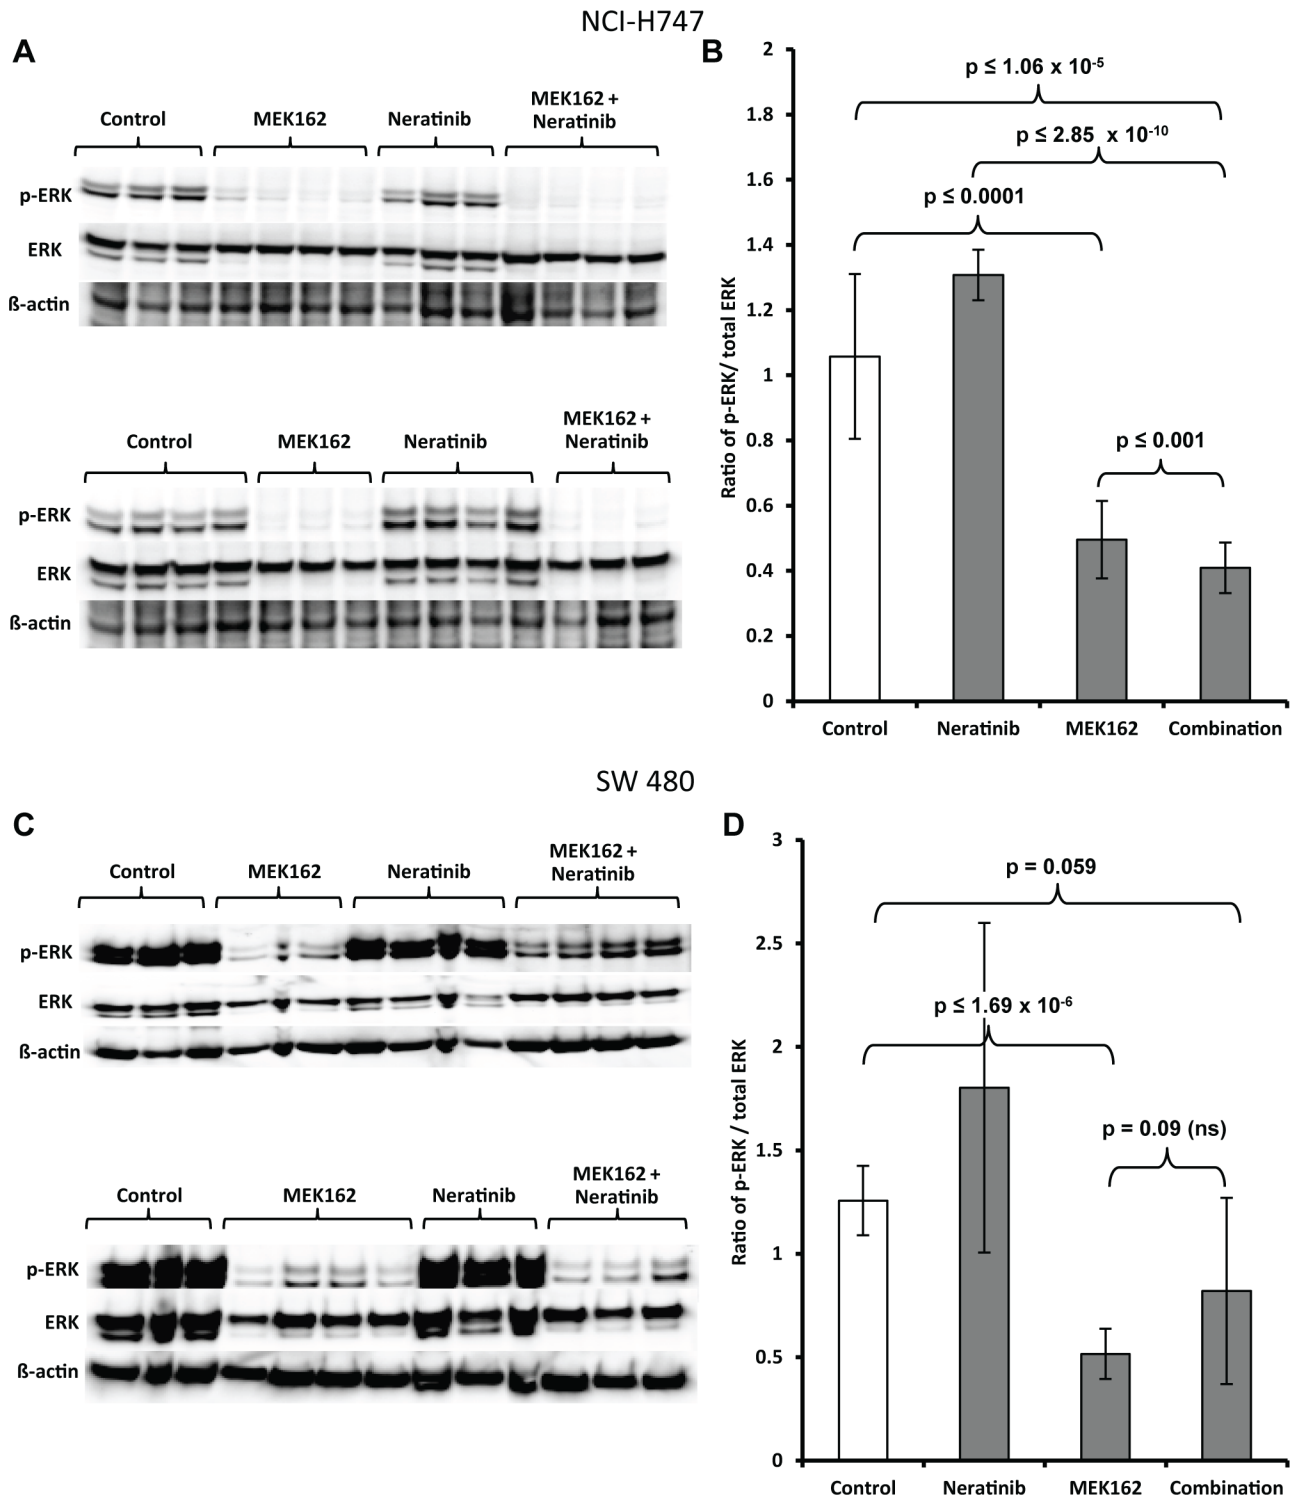 NCI-H747
A
Control
MEK162
Neratinib
MEK162 +
Neratinib
p-ERK
ERK
ß-actin
Control
MEK162
Neratinib
MEK162 +
Neratinib
p-ERK
ERK
ß-actin
B
2
1.8
1.6
1.4
1.2
1
0.8
0.6
0.4
0.2
0
Ratio of p-ERK/ total ERK
p ≤ 1.06 x 10-5
p ≤ 2.85 x 10-10
p ≤ 0.0001
p ≤ 0.001
Control
Neratinib
MEK162
Combination
SW 480
C
Control
MEK162
Neratinib
MEK162 +
Neratinib
p-ERK
ERK
ß-actin
Control
MEK162
Neratinib
MEK162 +
Neratinib
p-ERK
ERK
ß-actin
D
3
2.5
2
1.5
1
0.5
0
Ratio of p-ERK / total ERK
p = 0.059
p ≤ 1.69 x 10-6
p = 0.09 (ns)
Control
Neratinib
MEK162
Combination